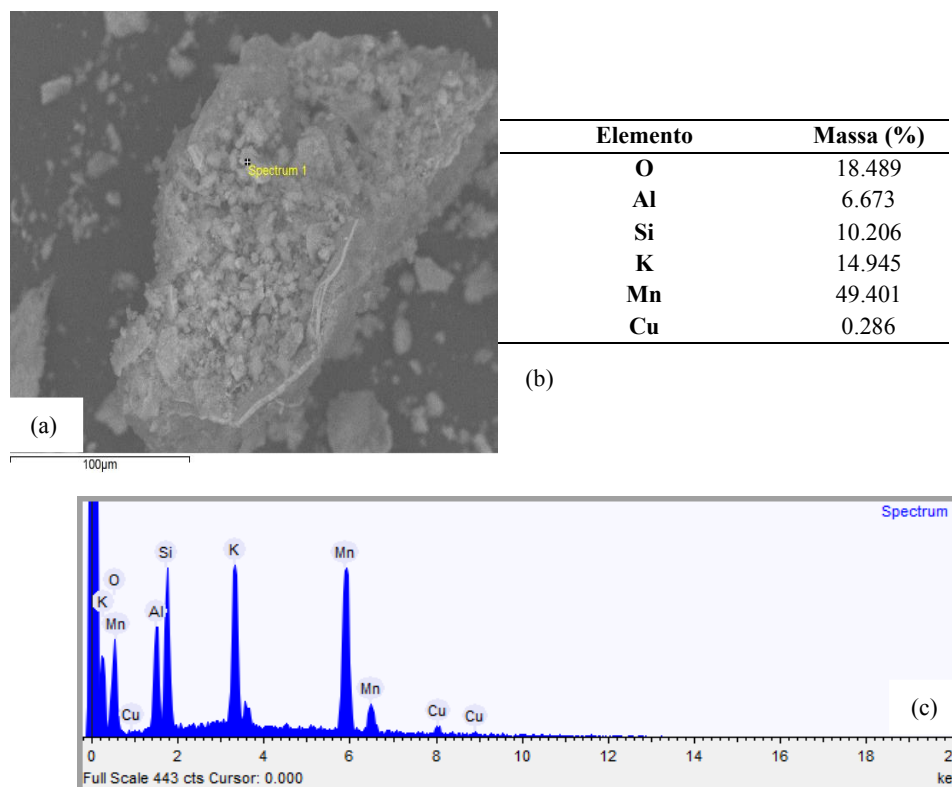 Spectrum 1
(a)
100µm
Elemento Massa (%)
O 18.489
Al 6.673
Si 10.206
K 14.945
Mn 49.401
Cu 0.286
(b)
Spectrum
Si
K
Mn
O
K
Al
Mn
Mn
Cu
Cu
Cu
(c)
0 2 4 6 8 10 12 14 16 18 2
Full Scale 443 cts Cursor: 0.000 ke